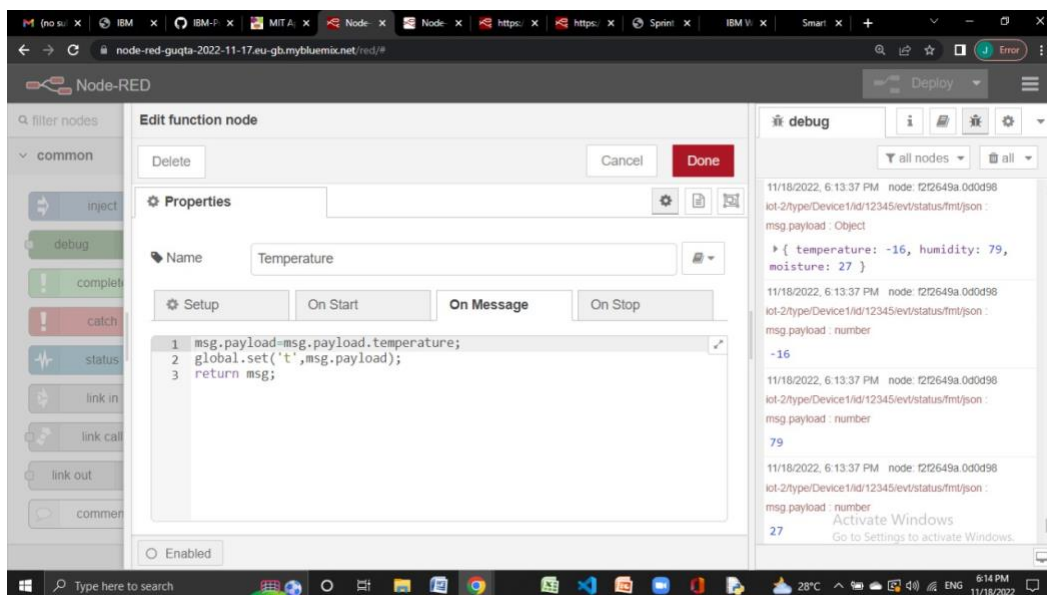 M (no su
IBM
IBM-P
MIT A
Node-
Node-
https:/
https:/
Sprint
IBM W
Smart
node-red-guqta-2022-11-17.eu-gb.mybluemix.net/red/#
J Error
Node-RED
Deploy
filter nodes
common
inject
debug
complet
catch
status
link in
link call
link out
commen
Edit function node
Delete
Cancel
Done
Properties
Name
Temperature
Setup
On Start
On Message
On Stop
1 msg.payload=msg.payload.temperature;
2 global.set('t',msg.payload);
3 return msg;
Enabled
debug
i
all nodes
all
11/18/2022, 6:13:37 PM node: f2f2649a.0d0d98
iot-2/type/Device1/id/12345/evt/status/fmt/json :
msg.payload : Object
{ temperature: -16, humidity: 79,
moisture: 27 }
11/18/2022, 6:13:37 PM node: f2f2649a.0d0d98
iot-2/type/Device1/id/12345/evt/status/fmt/json :
msg.payload : number
-16
11/18/2022, 6:13:37 PM node: f2f2649a.0d0d98
iot-2/type/Device1/id/12345/evt/status/fmt/json :
msg.payload : number
79
11/18/2022, 6:13:37 PM node: f2f2649a.0d0d98
iot-2/type/Device1/id/12345/evt/status/fmt/json :
msg.payload : number
27
Activate Windows
Go to Settings to activate Windows.
Type here to search
28°C
ENG
6:14 PM
11/18/2022